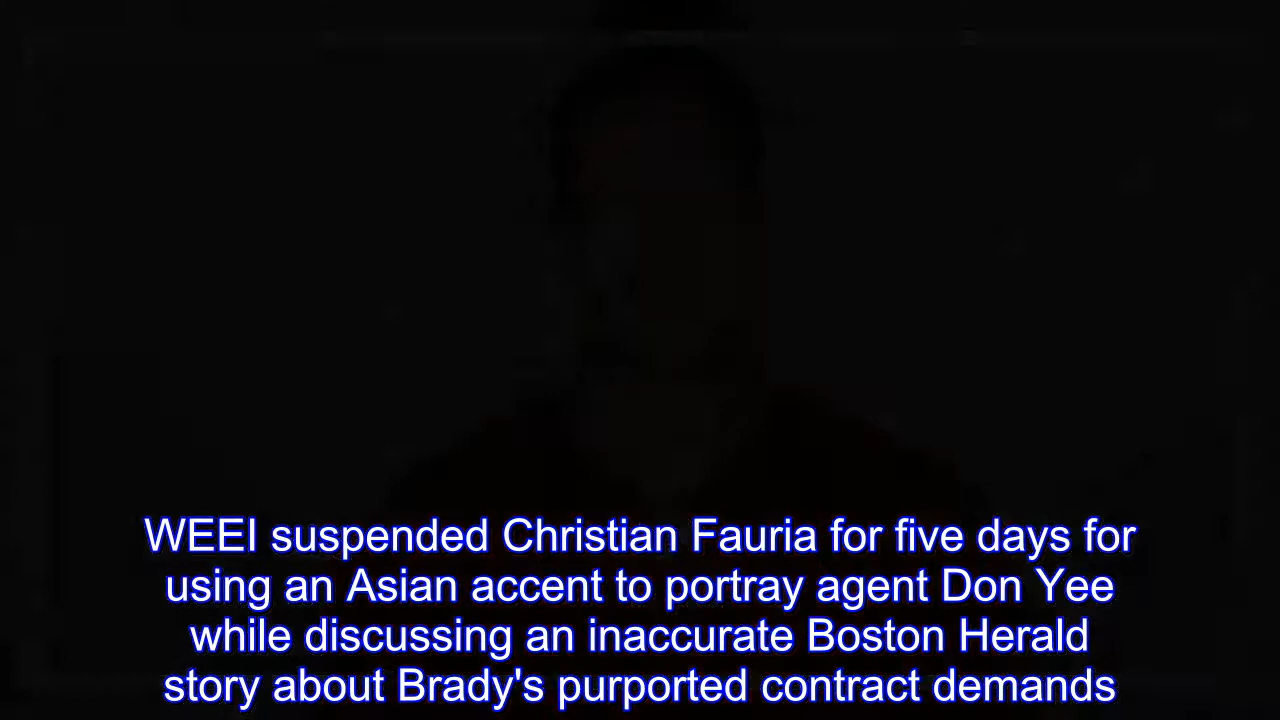 WEEI suspended Christian Fauria for five days for
using an Asian accent to portray agent Don Yee
while discussing an inaccurate Boston Herald
story about Brady's purported contract demands